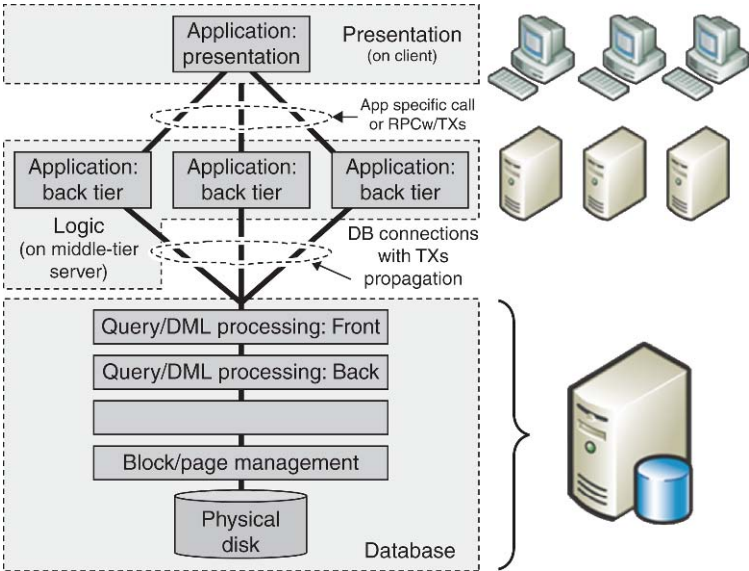 Application:
presentation
Presentation
(on client)
App specific call
or RPCw/TXs
Application:
back tier
Application:
back tier
Application:
back tier
Logic
(on middle-tier
server)
DB connections
with TXs
propagation
Query/DML processing: Front
Query/DML processing: Back
Block/page management
Physical
disk
Database